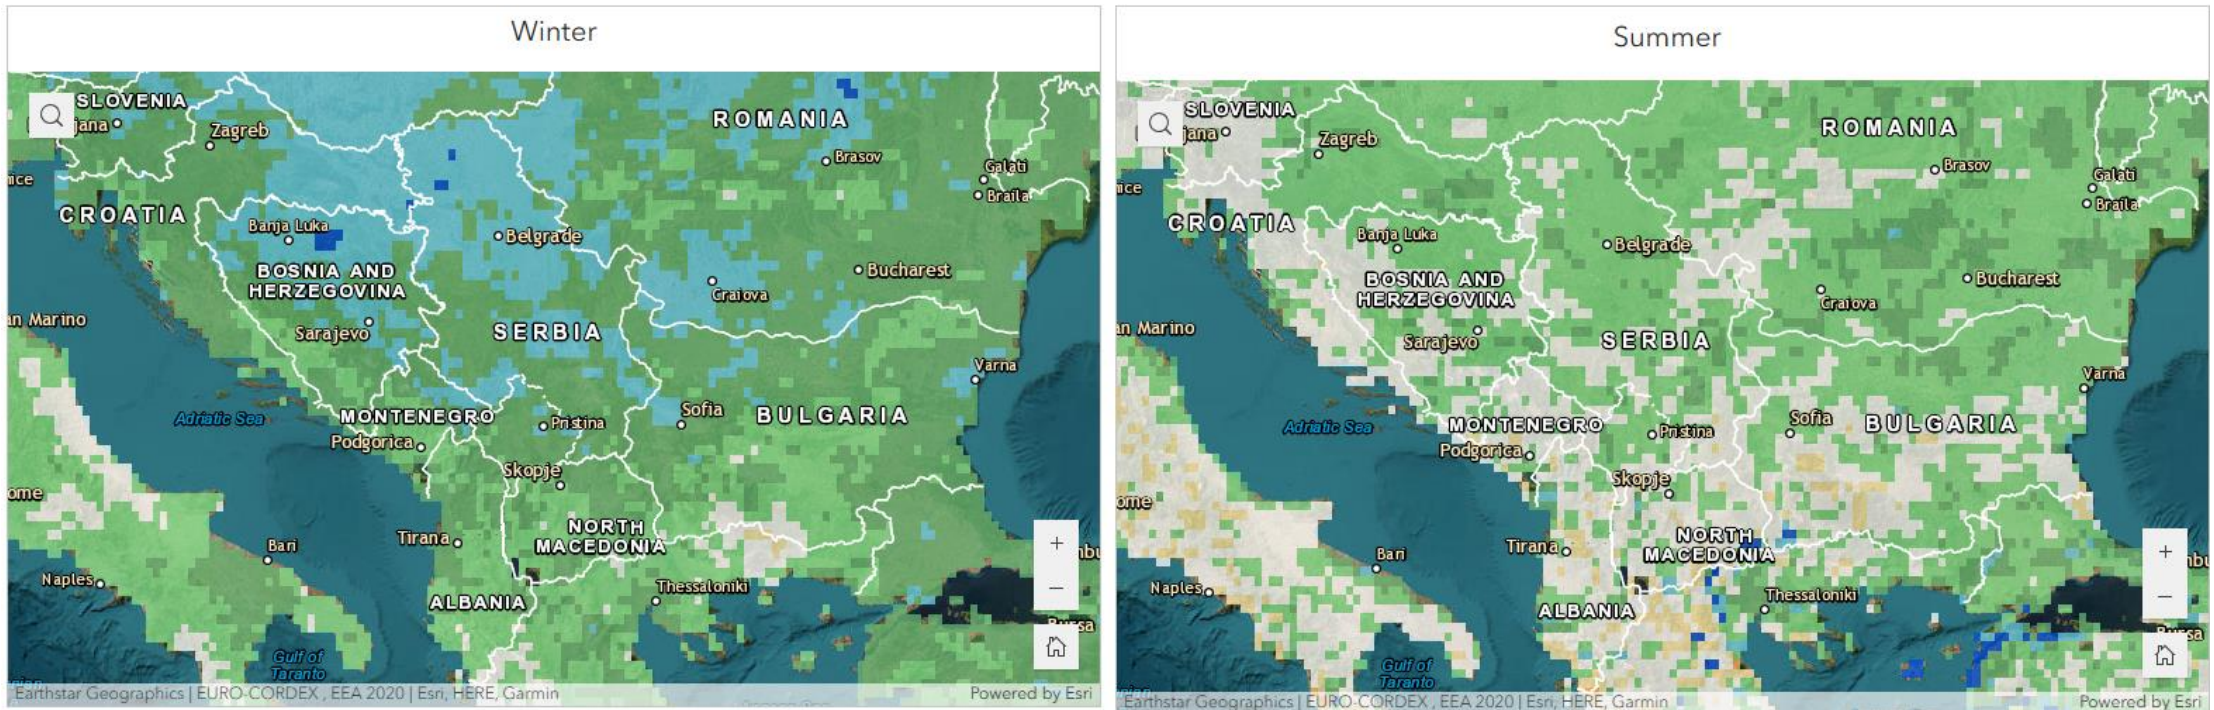 Winter
SLOVENIA
jana
Zagreb
ROMANIA
Brasov
Galati
Braila
CROATIA
Banja Luka
Belgrade
BOSNIA AND
HERZEGOVINA
Bucharest
Craiova
an Marino
Sarajevo
SERBIA
Varna
Adriatic Sea
MONTENEGRO
Sofia
BULGARIA
Pristina
Podgorica
Skopje
ome
NORTH
MACEDONIA
Tirana
Bari
Naples
Thessaloniki
ALBANIA
Gulf of
Taranto
Earthstar Geographics | EURO-CORDEX , EEA 2020 | Esri, HERE, Garmin
Powered by Esri
Summer
SLOVENIA
jana
Zagreb
ROMANIA
Brasov
Galati
Braila
CROATIA
Banja Luka
Belgrade
BOSNIA AND
HERZEGOVINA
Bucharest
Craiova
an Marino
Sarajevo
SERBIA
Varna
Adriatic Sea
MONTENEGRO
Sofia
BULGARIA
Pristina
Podgorica
Skopje
ome
NORTH
MACEDONIA
Tirana
Bari
Naples
Thessaloniki
ALBANIA
Gulf of
Taranto
Earthstar Geographics | EURO-CORDEX , EEA 2020 | Esri, HERE, Garmin
Powered by Esri